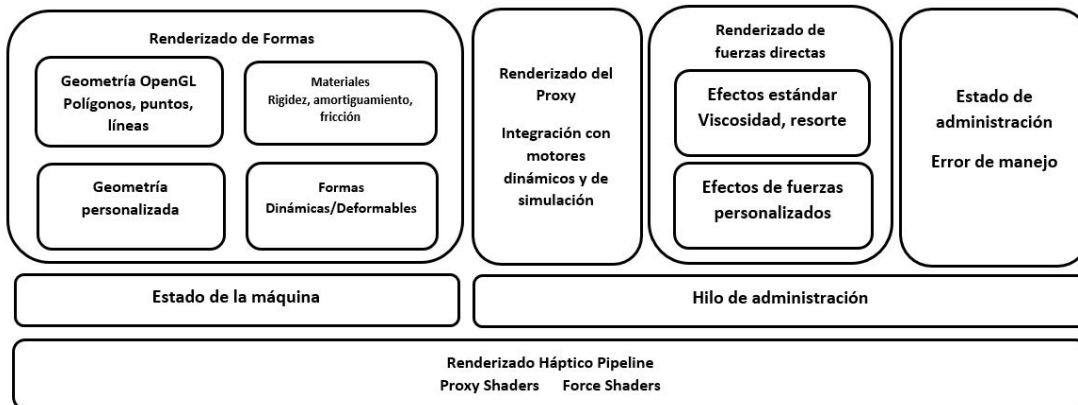 Renderizado de Formas
Geometría OpenGL
Polígonos, puntos,
líneas
Materiales
Rigidez, amortiguamiento,
fricción
Geometría
personalizada
Formas
Dinámicas/Deformables
Renderizado del
Proxy
Integración con
motores
dinámicos y de
simulación
Renderizado de
fuerzas directas
Efectos estándar
Viscosidad, resorte
Efectos de fuerzas
personalizados
Estado de
administración
Error de manejo
Estado de la máquina
Hilo de administración
Renderizado Háptico Pipeline
Proxy Shaders Force Shaders